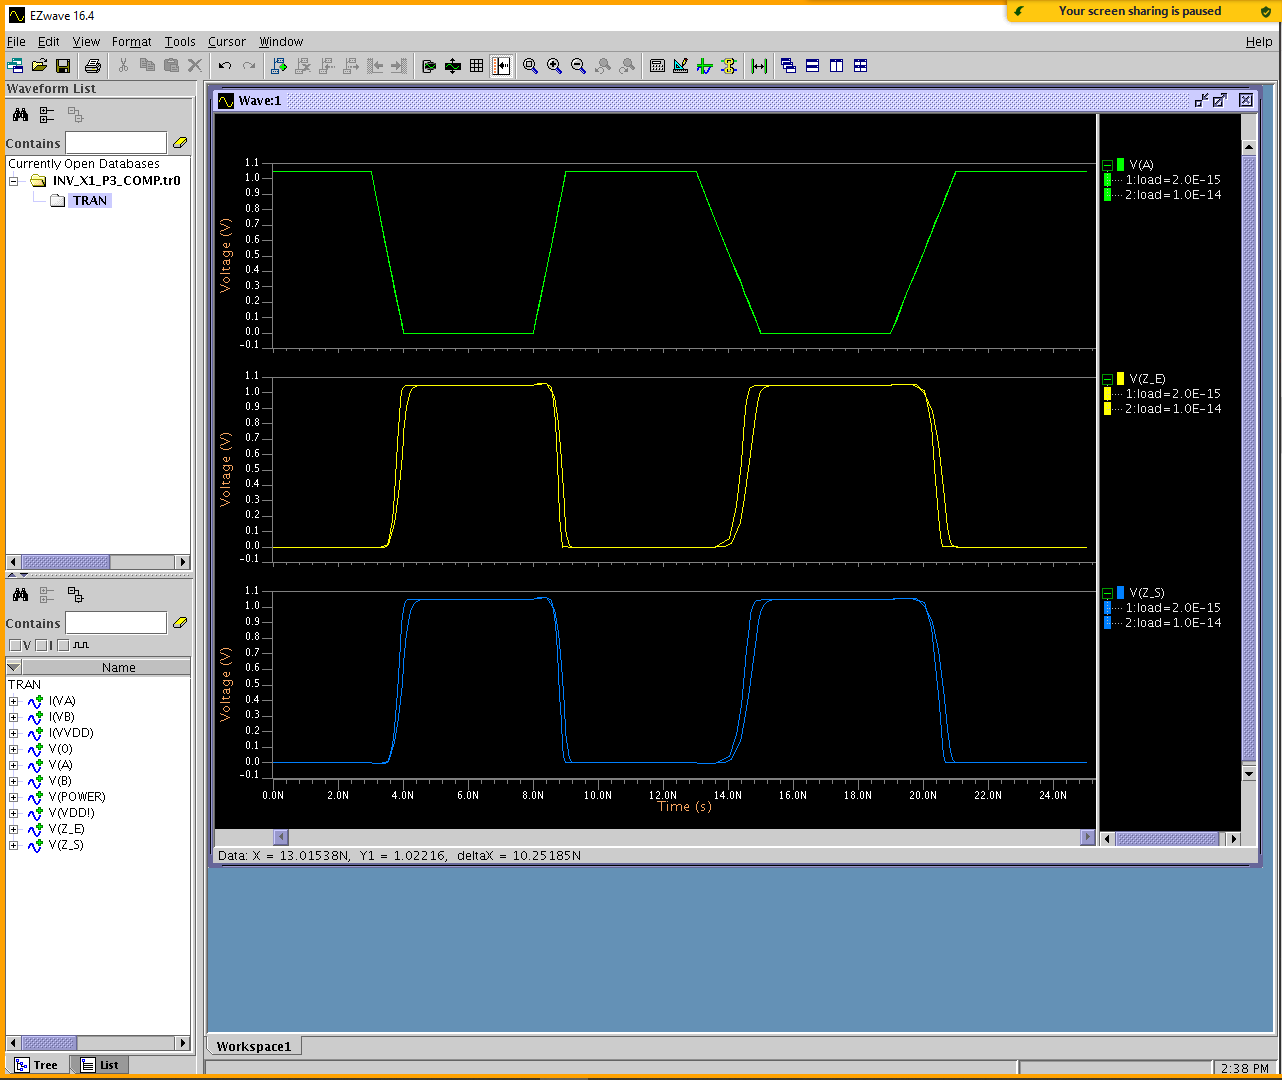 EZwave 16.4
Your screen sharing is paused
File Edit View Format Tools Cursor Window Help
Waveform List
Contains
Currently Open Databases
INV_X1_P3_COMP.tr0
TRAN
Contains
V I
Name
TRAN
I(VA)
I(VB)
I(VVDD)
V(0)
V(A)
V(B)
V(POWER)
V(VDD!)
V(Z_E)
V(Z_S)
Tree List
Wave:1
Voltage (V)
1.1
1.0
0.9
0.8
0.7
0.6
0.5
0.4
0.3
0.2
0.1
0.0
-0.1
V(A)
1:load=2.0E-15
2:load=1.0E-14
Voltage (V)
1.1
1.0
0.9
0.8
0.7
0.6
0.5
0.4
0.3
0.2
0.1
0.0
-0.1
V(Z_E)
1:load=2.0E-15
2:load=1.0E-14
Voltage (V)
1.1
1.0
0.9
0.8
0.7
0.6
0.5
0.4
0.3
0.2
0.1
0.0
-0.1
V(Z_S)
1:load=2.0E-15
2:load=1.0E-14
0.0N 2.0N 4.0N 6.0N 8.0N 10.0N 12.0N 14.0N 16.0N 18.0N 20.0N 22.0N 24.0N
Time (s)
Data: X = 13.01538N, Y1 = 1.02216, deltaX = 10.25185N
Workspace1
2:38 PM